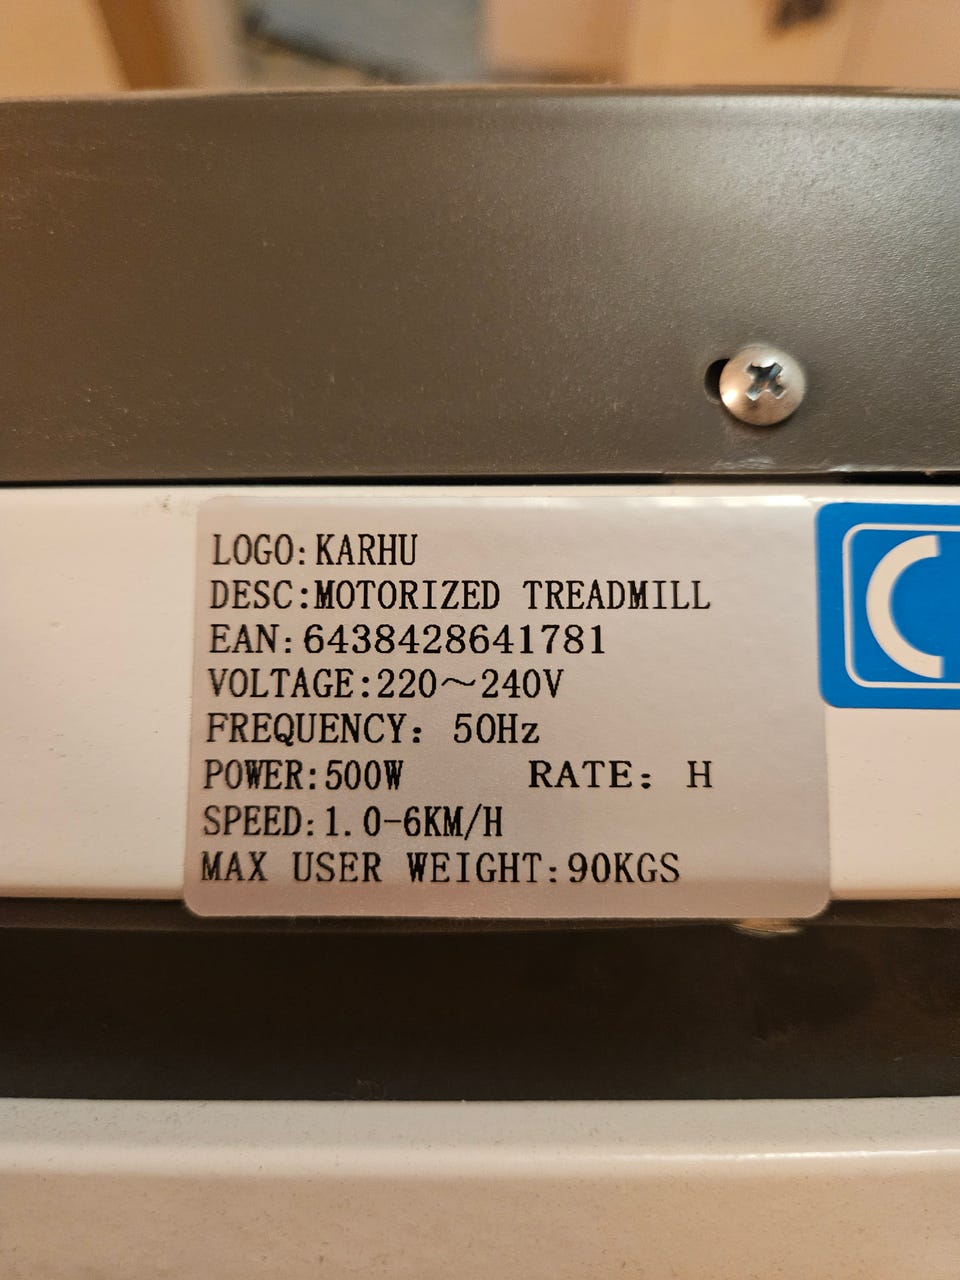 LOGO:KARHU
DESC:MOTORIZED TREADMILL
EAN:6438428641781
VOLTAGE:220～240V
FREQUENCY: 50Hz
POWER:500W RATE: H
SPEED:1.0-6KM/H
MAX USER WEIGHT:90KGS